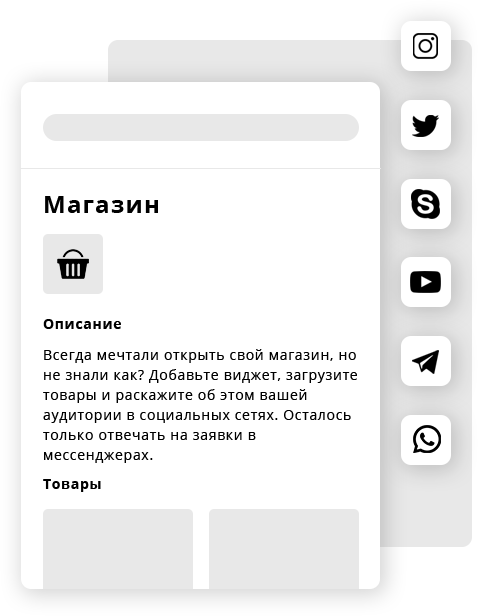 Магазин
Описание
Всегда мечтали открыть свой магазин, но
не знали как? Добавьте виджет, загрузите
товары и раскажите об этом вашей
аудитории в социальных сетях. Осталось
только отвечать на заявки в
мессенджерах.
Товары